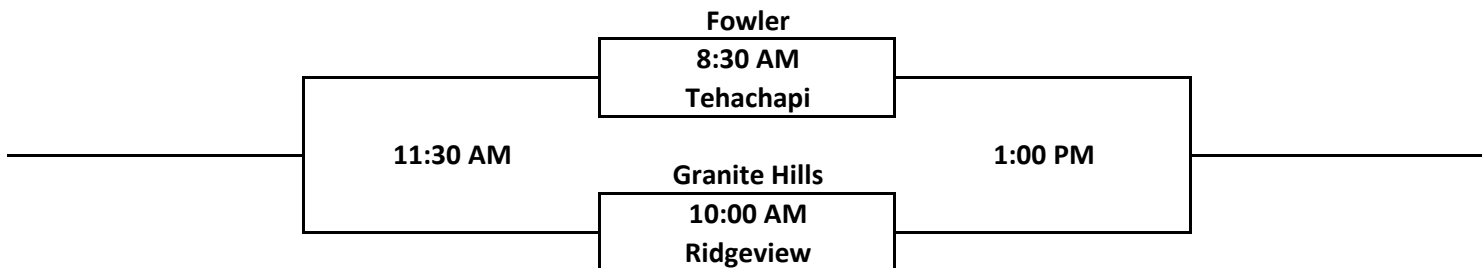 Fowler
8:30 AM
Tehachapi
11:30 AM
1:00 PM
Granite Hills
10:00 AM
Ridgeview